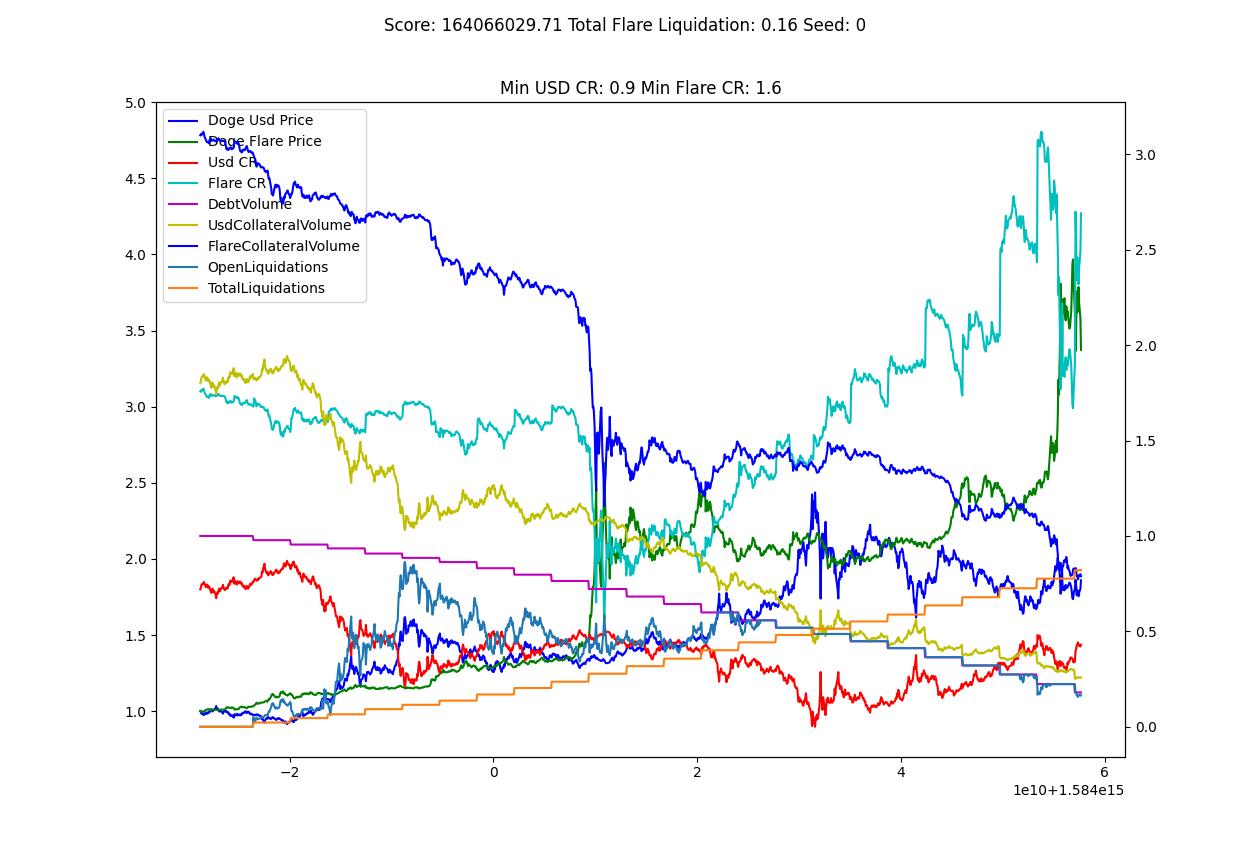 Score: 164066029.71 Total Flare Liquidation: 0.16 Seed: 0
Min USD CR: 0.9 Min Flare CR: 1.6
Doge Usd Price
Doge Flare Price
Usd CR
Flare CR
DebtVolume
UsdCollateralVolume
FlareCollateralVolume
OpenLiquidations
TotalLiquidations
5.0
4.5
4.0
3.5
3.0
2.5
2.0
1.5
1.0
3.0
2.5
2.0
1.5
1.0
0.5
0.0
−2 0 2 4 6
1e10+1.584e15